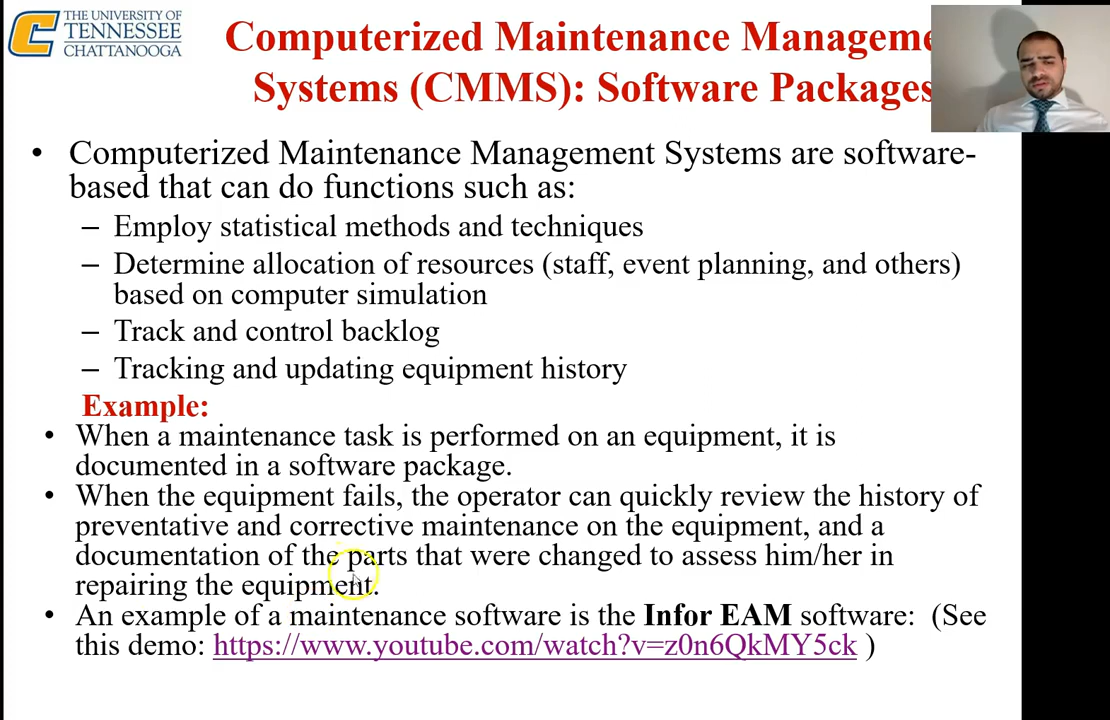 THE UNIVERSITY OF
TENNESSEE
CHATTANOOGA
Computerized Maintenance
Systems (CMMS): Software Packages
• Computerized Maintenance Management Systems are software-
based that can do functions such as:
– Employ statistical methods and techniques
– Determine allocation of resources (staff, event planning, and others)
based on computer simulation
– Track and control backlog
– Tracking and updating equipment history
Example:
• When a maintenance task is performed on an equipment, it is
documented in a software package.
• When the equipment fails, the operator can quickly review the history of
preventative and corrective maintenance on the equipment, and a
documentation of the parts that were changed to assess him/her in
repairing the equipment.
• An example of a maintenance software is the Infor EAM software: (See
this demo: https://www.youtube.com/watch?v=z0n6QkMY5ck )